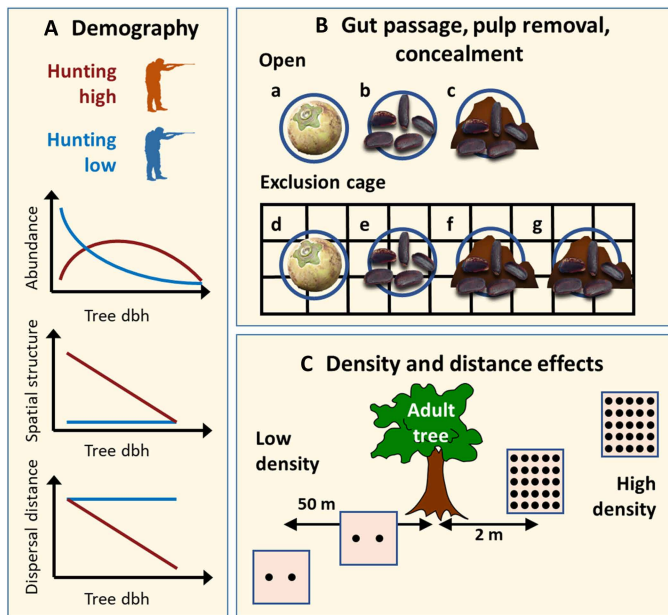 A Demography
Hunting
high
Hunting
low
Abundance
Tree dbh
Spatial structure
Tree dbh
Dispersal distance
Tree dbh
B Gut passage, pulp removal,
concealment
Open
a
b
c
Exclusion cage
d
e
f
g
C Density and distance effects
Adult
tree
Low
density
High
density
50 m
2 m